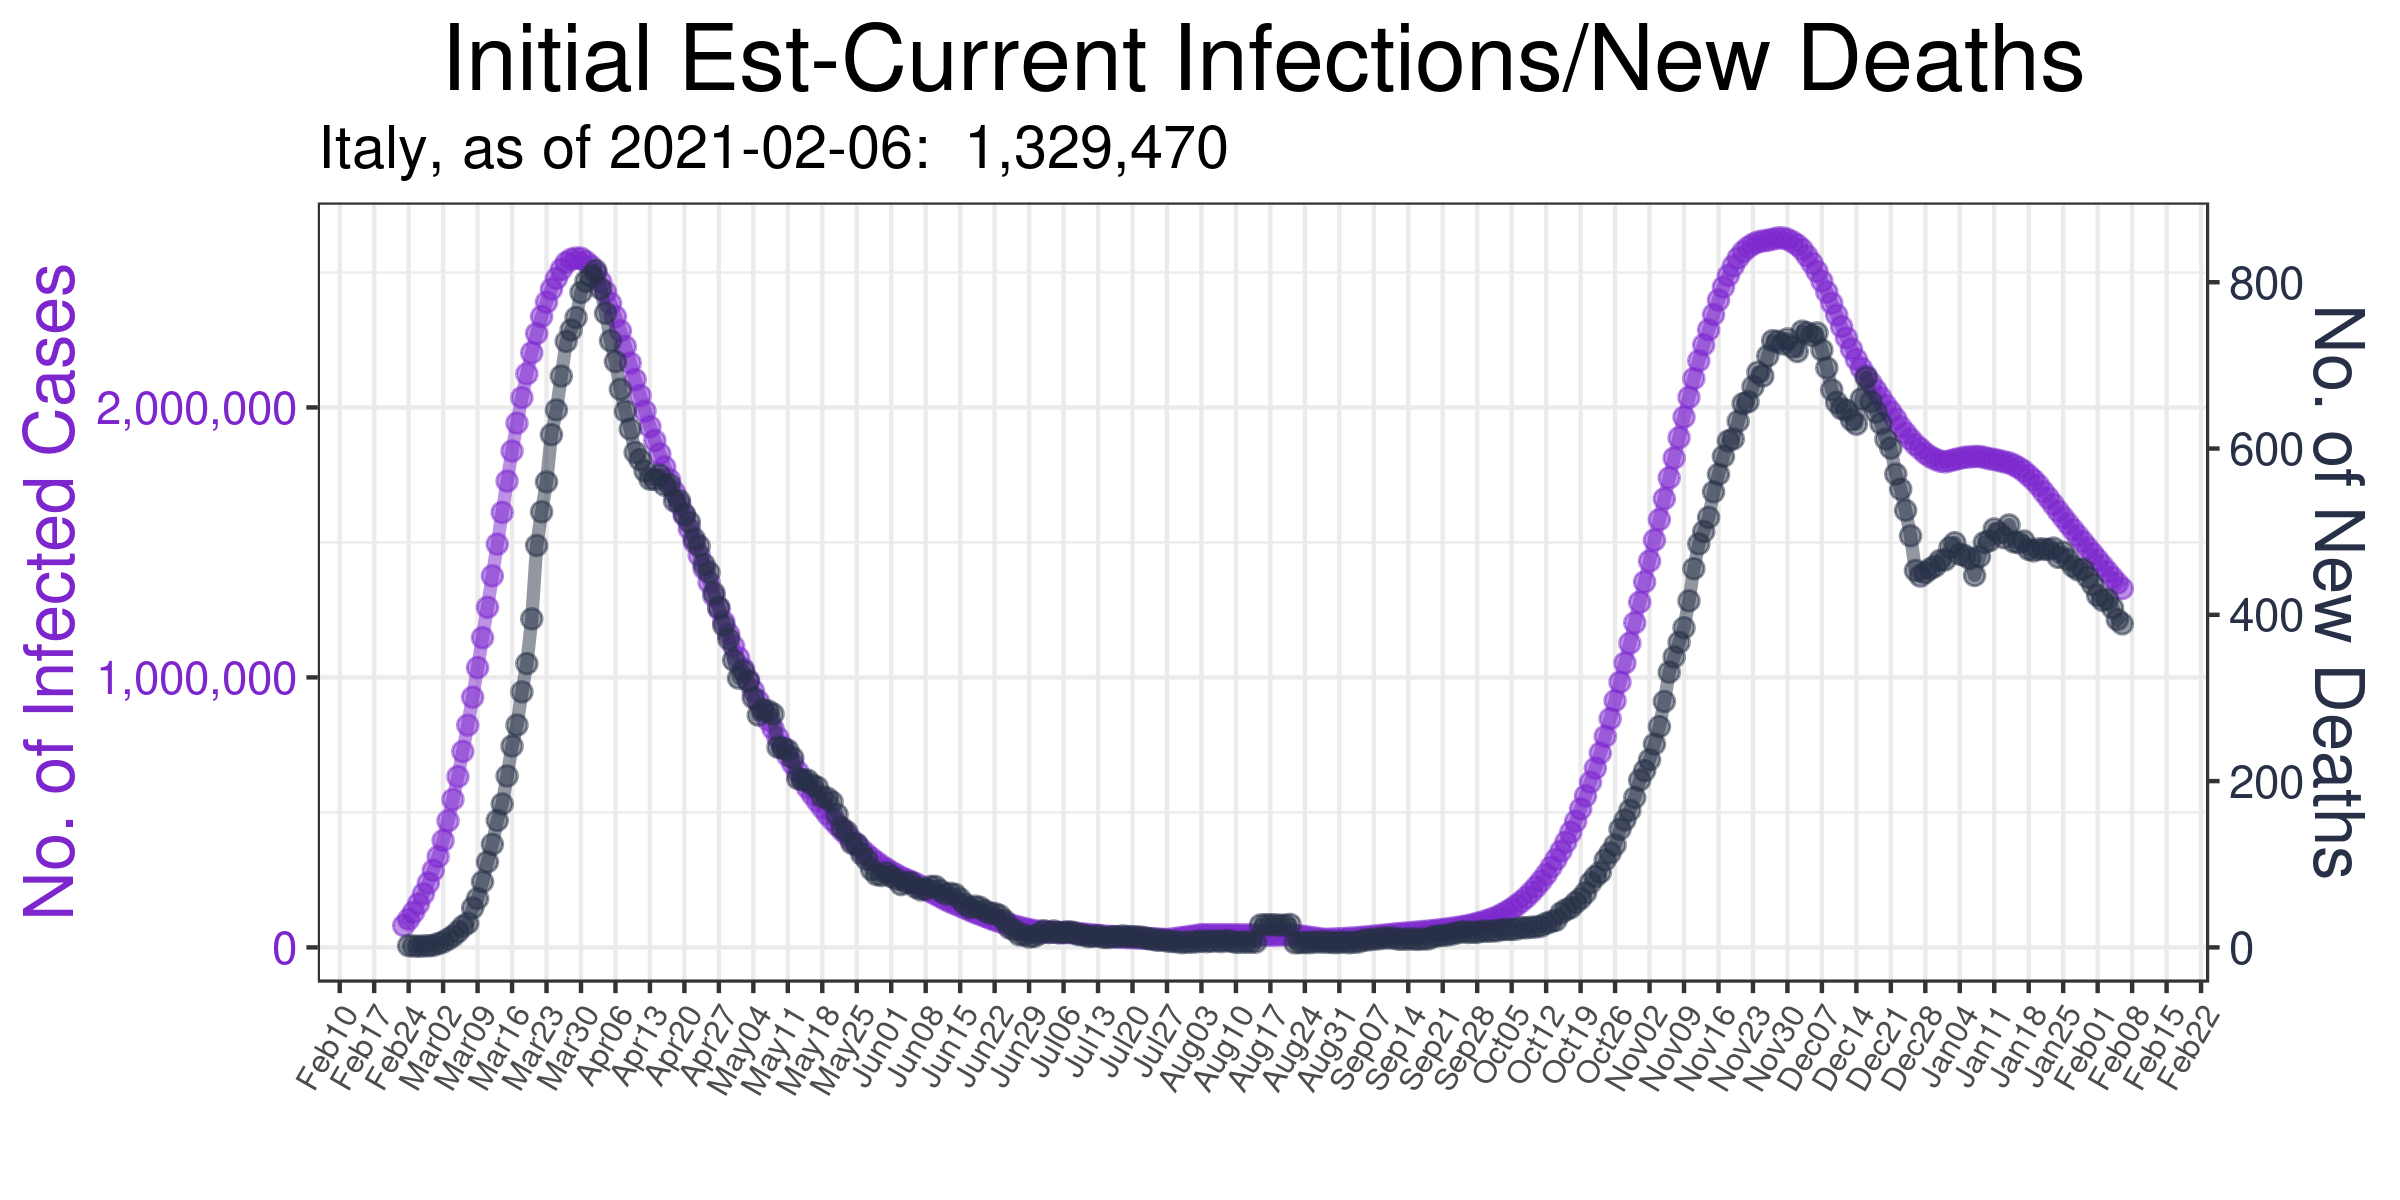 Initial Est-Current Infections/New Deaths
Italy, as of 2021-02-06:  1,329,470
No. of Infected Cases
2,000,000
1,000,000
0
800
600
400
200
0
No. of New Deaths
Feb10
Feb17
Feb24
Mar02
Mar09
Mar16
Mar23
Mar30
Apr06
Apr13
Apr20
Apr27
May04
May11
May18
May25
Jun01
Jun08
Jun15
Jun22
Jun29
Jul06
Jul13
Jul20
Jul27
Aug03
Aug10
Aug17
Aug24
Aug31
Sep07
Sep14
Sep21
Sep28
Oct05
Oct12
Oct19
Oct26
Nov02
Nov09
Nov16
Nov23
Nov30
Dec07
Dec14
Dec21
Dec28
Jan04
Jan11
Jan18
Jan25
Feb01
Feb08
Feb15
Feb22